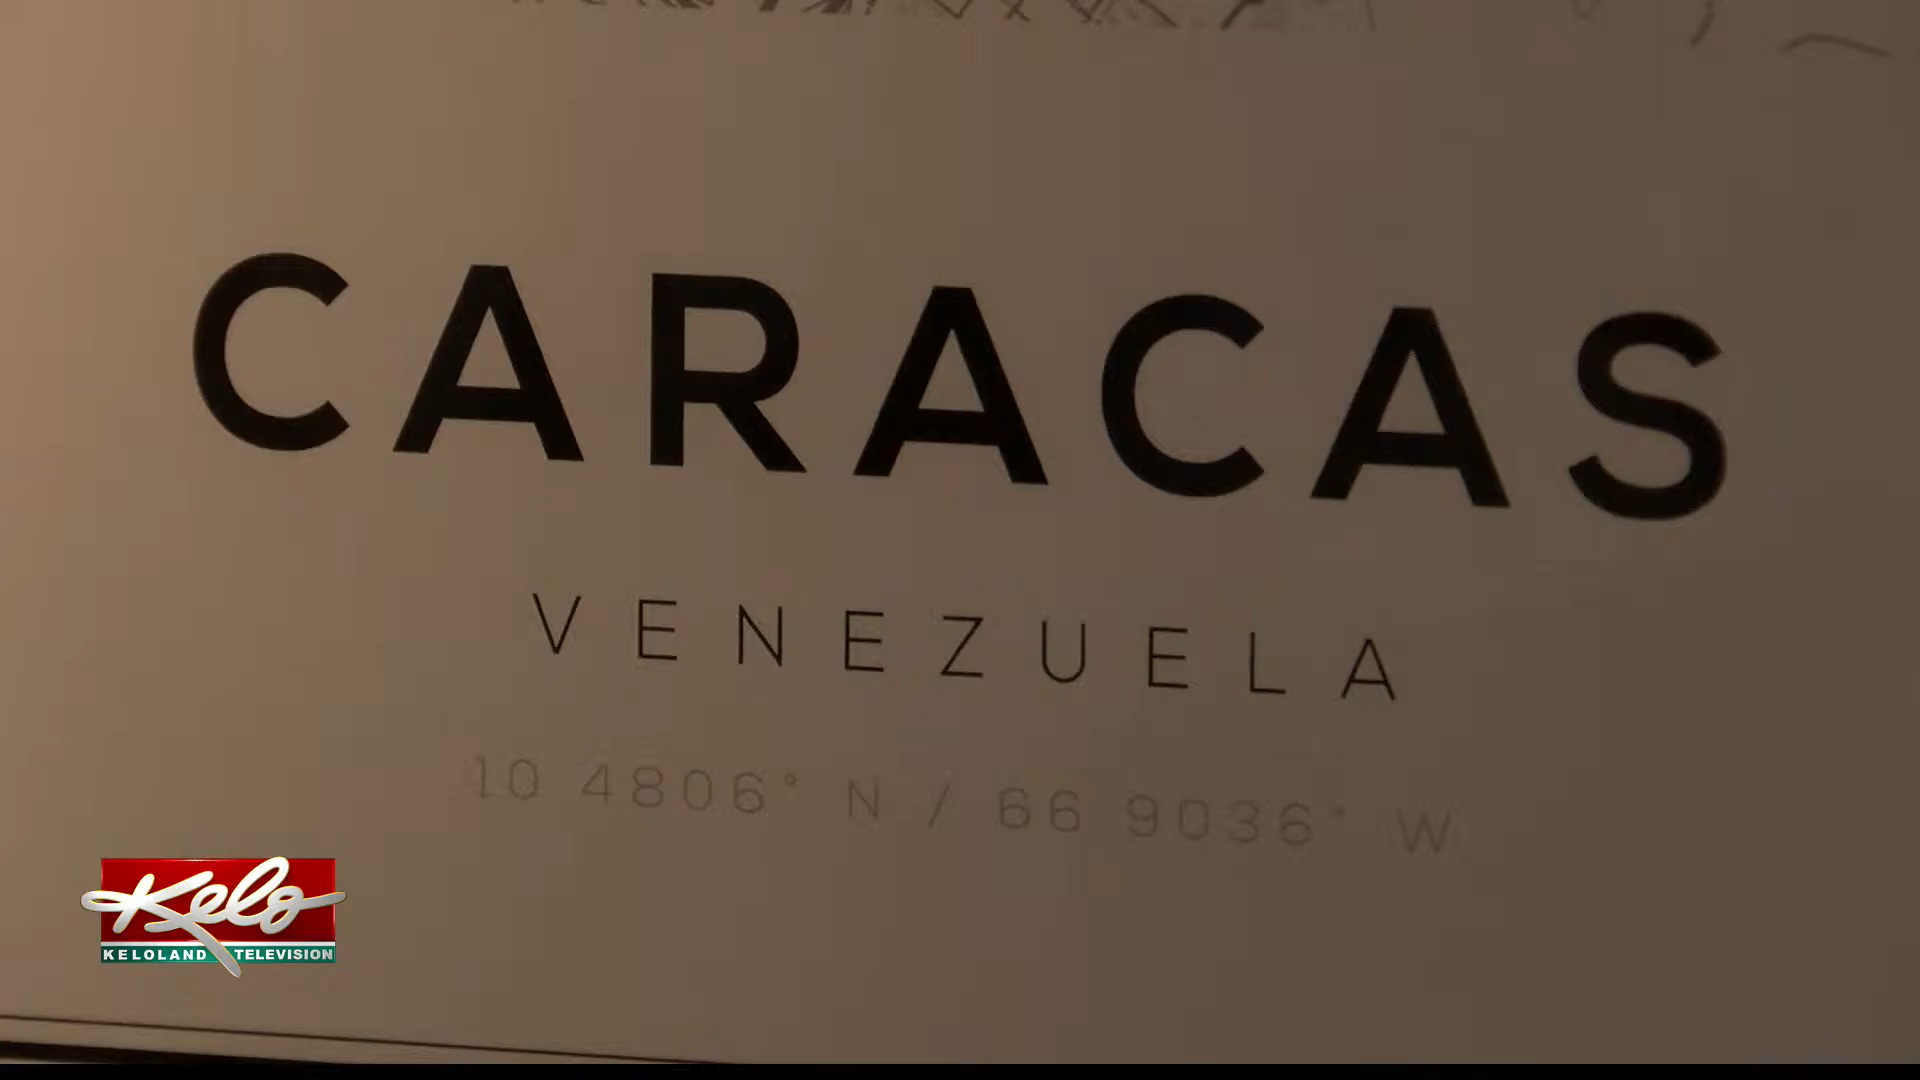 CARACAS
VENEZUELA
10 4806° N / 66 9036° W
Kelo
KELOLAND TELEVISION